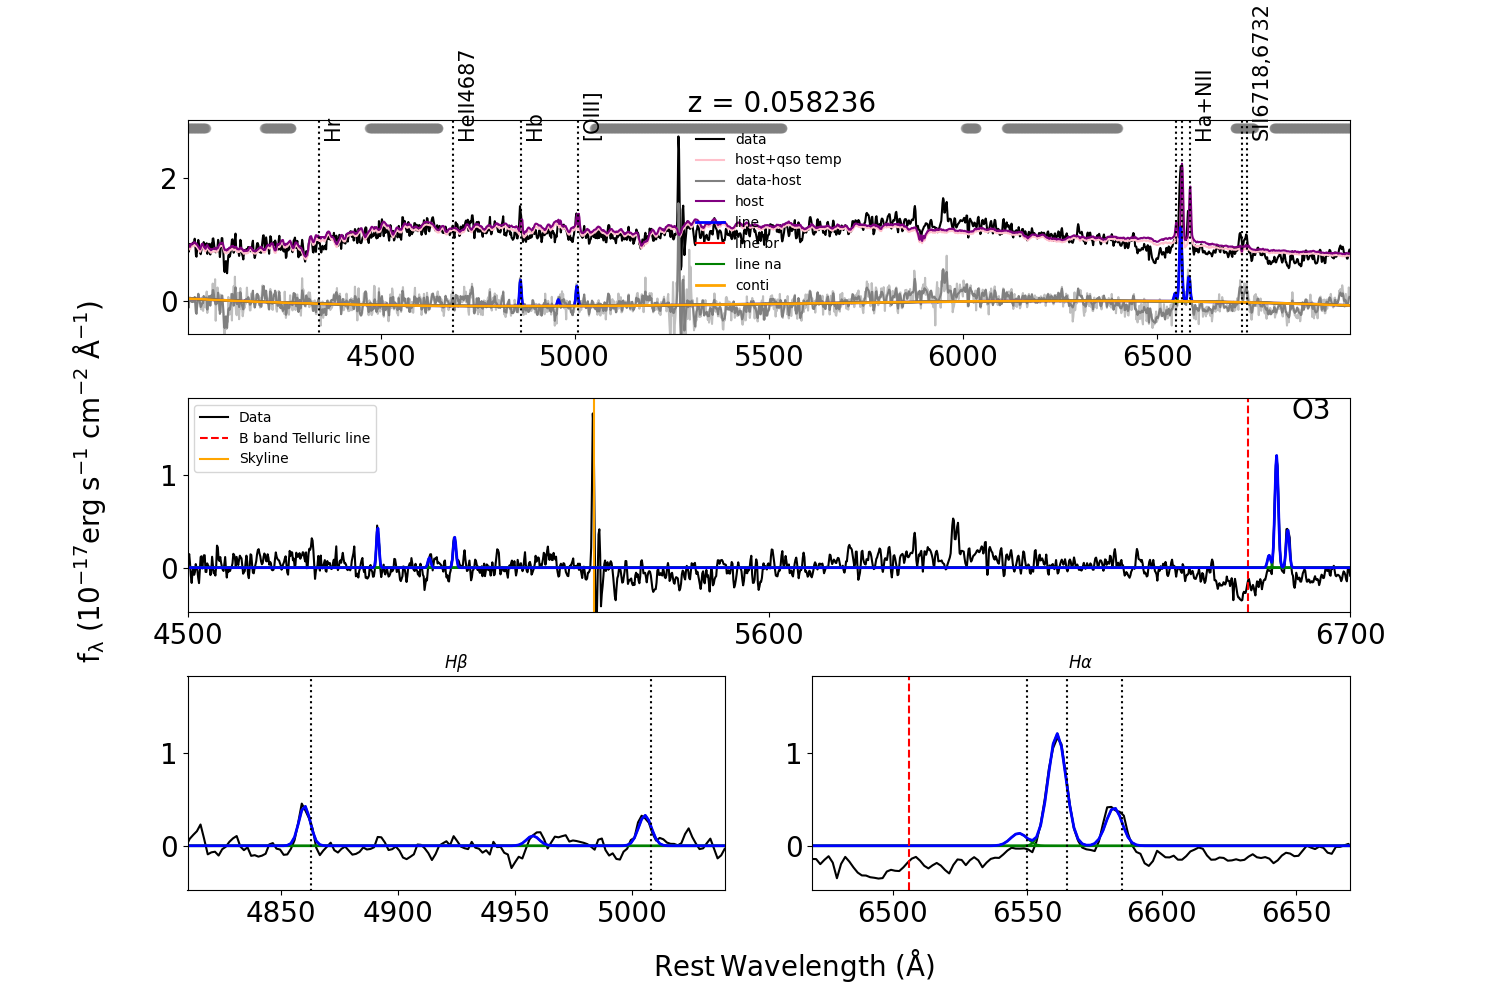 z = 0.058236
Hr
HeII4687
Hb
[OIII]
Ha+NII
SII6718,6732
data
host+qso temp
data-host
host
line
line br
line na
conti
2
0
4500 5000 5500 6000 6500
fλ (10⁻¹⁷erg s⁻¹ cm⁻² Å⁻¹)
Data
B band Telluric line
Skyline
O3
1
0
4500 5600 6700
Hβ
1
0
4850 4900 4950 5000
Hα
1
0
6500 6550 6600 6650
Rest Wavelength (Å)